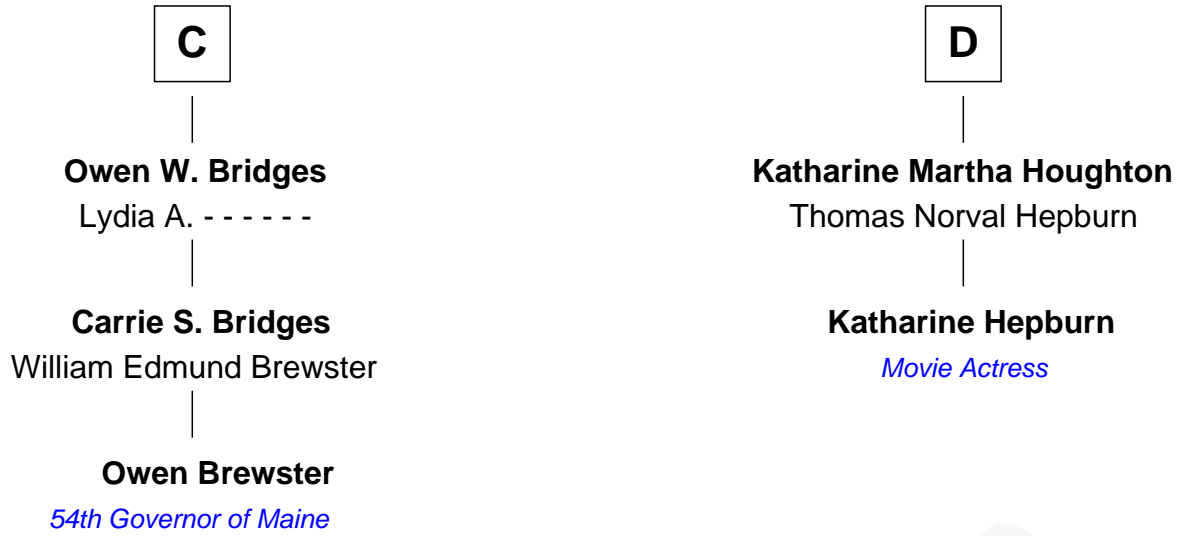 C
Owen W. Bridges
Lydia A. - - - - - -
Carrie S. Bridges
William Edmund Brewster
Owen Brewster
54th Governor of Maine
D
Katharine Martha Houghton
Thomas Norval Hepburn
Katharine Hepburn
Movie Actress